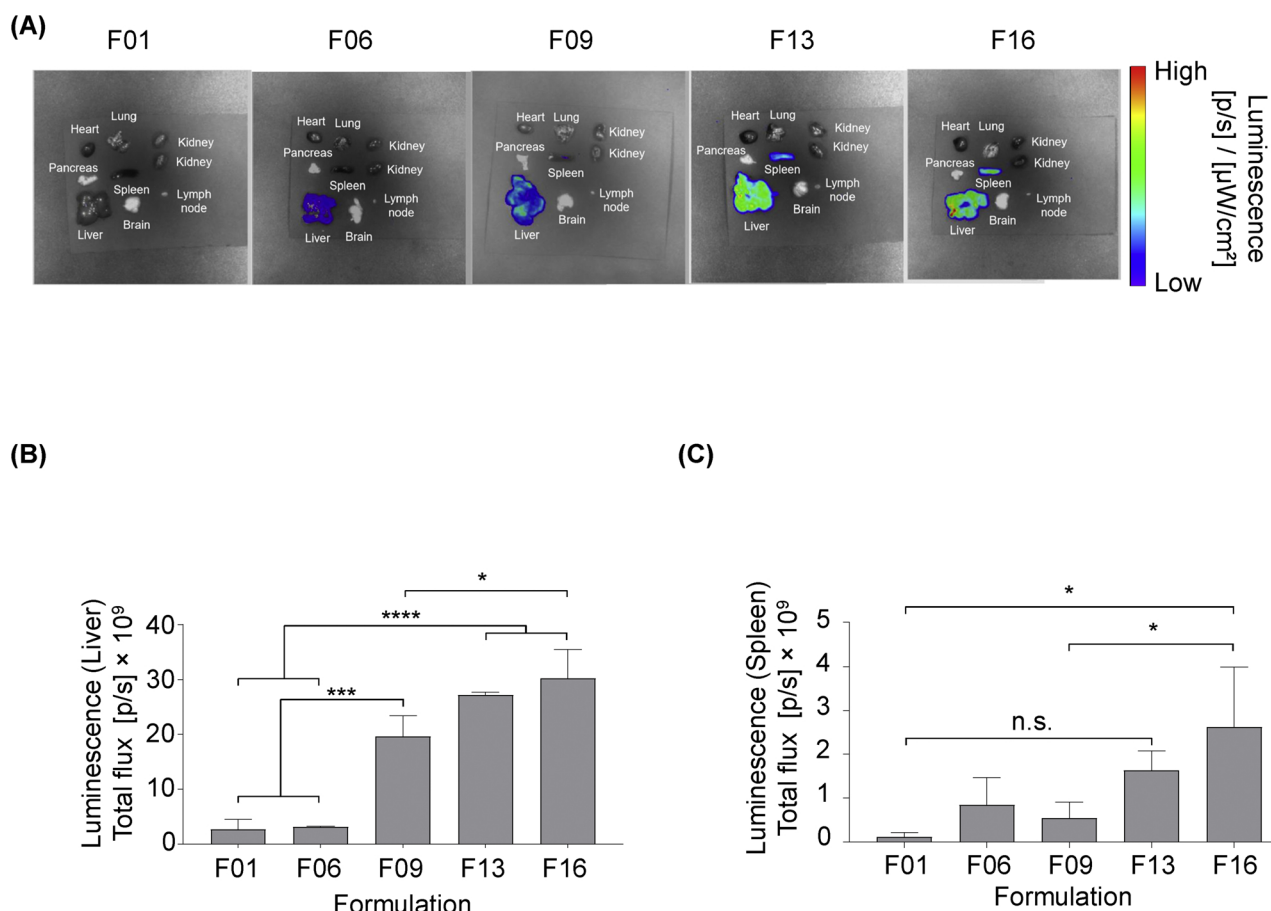 (A)
F01 F06 F09 F13 F16
Heart Lung Kidney Kidney Pancreas Spleen Lymph node Liver Brain
Heart Lung Kidney Kidney Pancreas Spleen Lymph node Liver Brain
Heart Lung Kidney Kidney Pancreas Spleen Lymph node Liver Brain
Heart Lung Kidney Kidney Pancreas Spleen Lymph node Liver Brain
Heart Lung Kidney Kidney Pancreas Spleen Lymph node Liver Brain
High
Low
Luminescence
[p/s] / [µW/cm²]
(B)
Luminescence (Liver)
Total flux [p/s] × 10⁹
40
30
20
10
0
*
****
***
F01 F06 F09 F13 F16
Formulation
(C)
Luminescence (Spleen)
Total flux [p/s] × 10⁹
5
4
3
2
1
0
*
*
n.s.
F01 F06 F09 F13 F16
Formulation